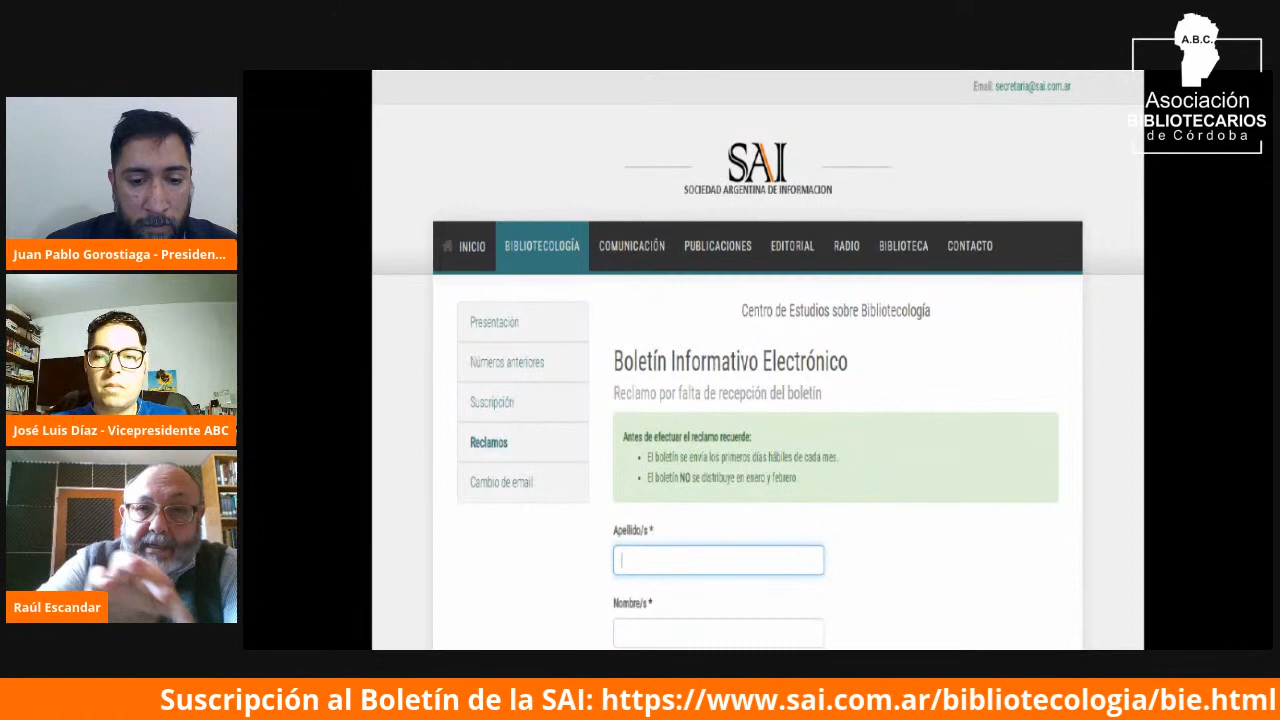 A.B.C.
Asociación
BIBLIOTECARIOS
de Córdoba
Juan Pablo Gorostiaga - Presiden...
José Luis Díaz - Vicepresidente ABC
Raúl Escandar
Email: secretaria@sai.com.ar
SAI
SOCIEDAD ARGENTINA DE INFORMACION
INICIO BIBLIOTECOLOGÍA COMUNICACIÓN PUBLICACIONES EDITORIAL RADIO BIBLIOTECA CONTACTO
Presentación
Números anteriores
Suscripción
Reclamos
Cambio de email
Centro de Estudios sobre Bibliotecología
Boletín Informativo Electrónico
Reclamo por falta de recepción del boletín
Antes de efectuar el reclamo recuerde:
• El boletín se envía los primeros días hábiles de cada mes.
• El boletín NO se distribuye en enero y febrero.
Apellido/s *
Nombre/s *
Suscripción al Boletín de la SAI: https://www.sai.com.ar/bibliotecologia/bie.html